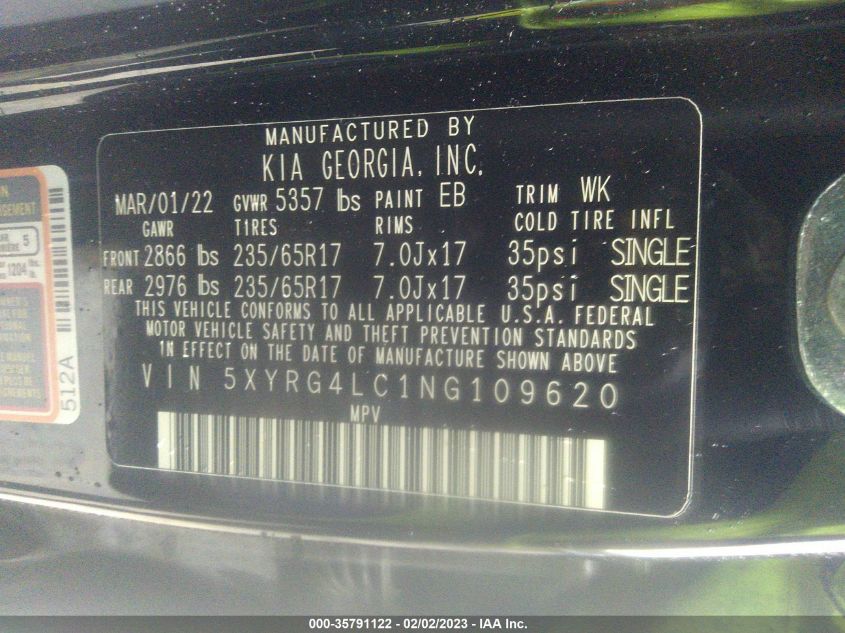 MANUFACTURED BY
KIA GEORGIA, INC.
MAR/01/22 GVWR 5357 lbs PAINT EB TRIM WK
GAWR TIRES RIMS COLD TIRE INFL
FRONT 2866 lbs 235/65R17 7.0Jx17 35psi SINGLE
REAR 2976 lbs 235/65R17 7.0Jx17 35psi SINGLE
THIS VEHICLE CONFORMS TO ALL APPLICABLE U.S.A. FEDERAL
MOTOR VEHICLE SAFETY AND THEFT PREVENTION STANDARDS
IN EFFECT ON THE DATE OF MANUFACTURE SHOWN ABOVE
VIN 5XYRG4LC1NG109620
MPV
5
1204
512A
000-35791122 - 02/02/2023 - IAA Inc.